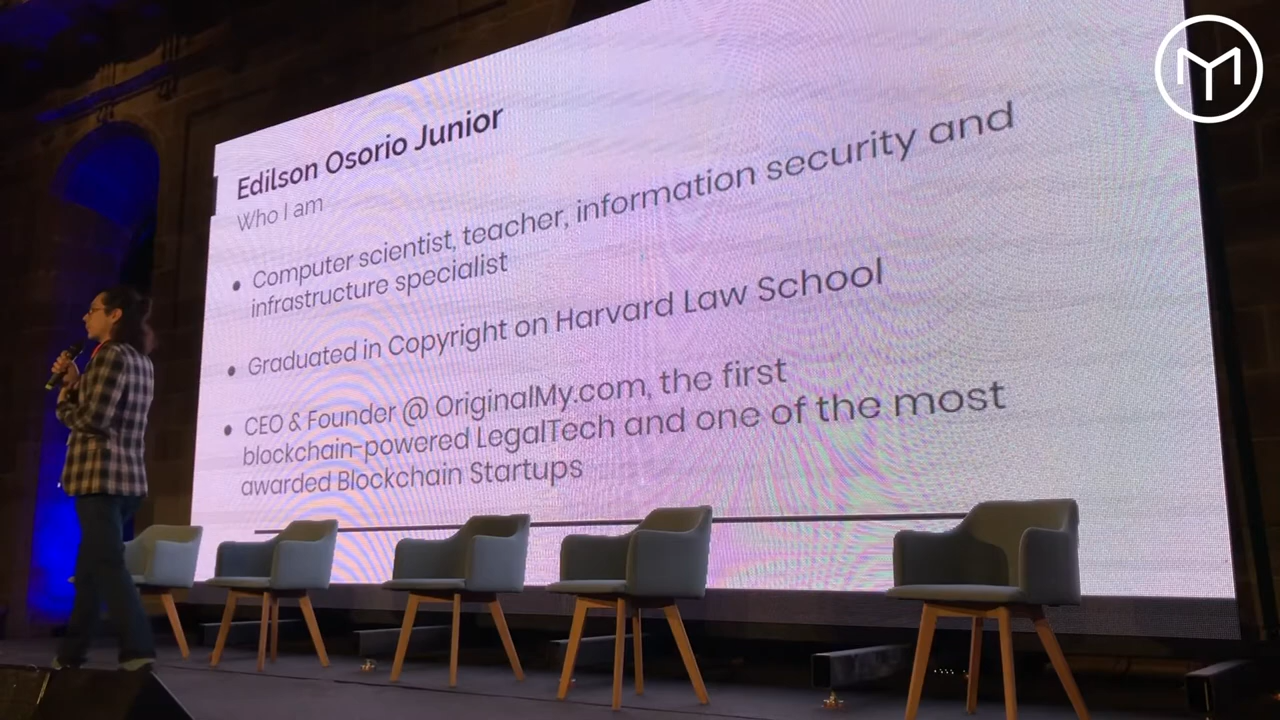 Edilson Osorio Junior
Who I am
• Computer scientist, teacher, information security and
infrastructure specialist
• Graduated in Copyright on Harvard Law School
• CEO & Founder @ OriginalMy.com, the first
blockchain-powered LegalTech and one of the most
awarded Blockchain Startups